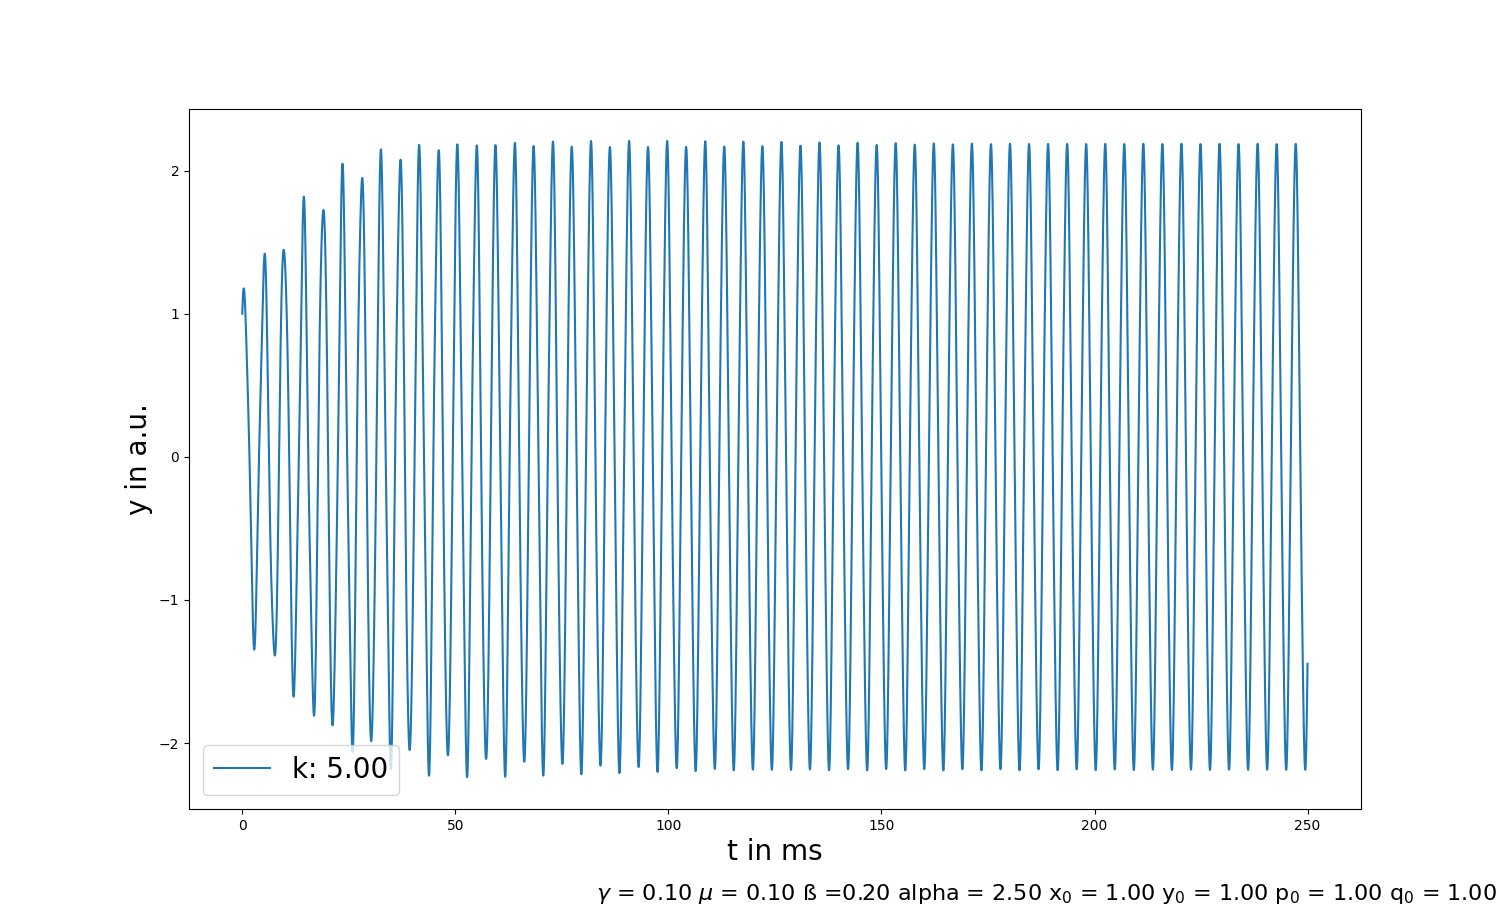 2
1
0
−1
−2
y in a.u.
k: 5.00
0 50 100 150 200 250
t in ms
γ = 0.10 μ = 0.10 ß =0.20 alpha = 2.50 x₀ = 1.00 y₀ = 1.00 p₀ = 1.00 q₀ = 1.00